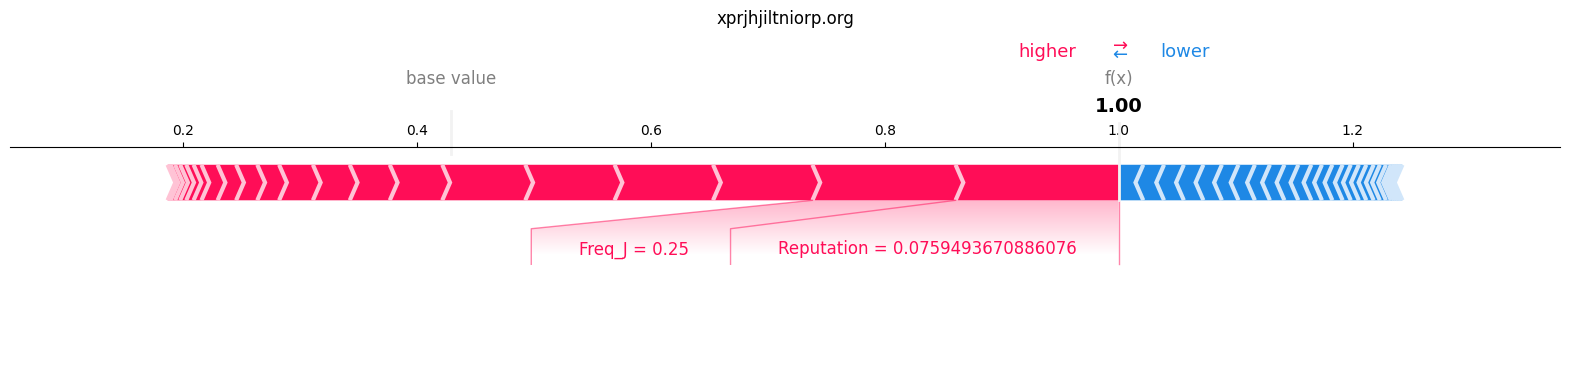 xprjhjiltniorp.org
higher ⇄ lower
base value f(x)
1.00
0.2 0.4 0.6 0.8 1.0 1.2
Freq_J = 0.25 Reputation = 0.0759493670886076